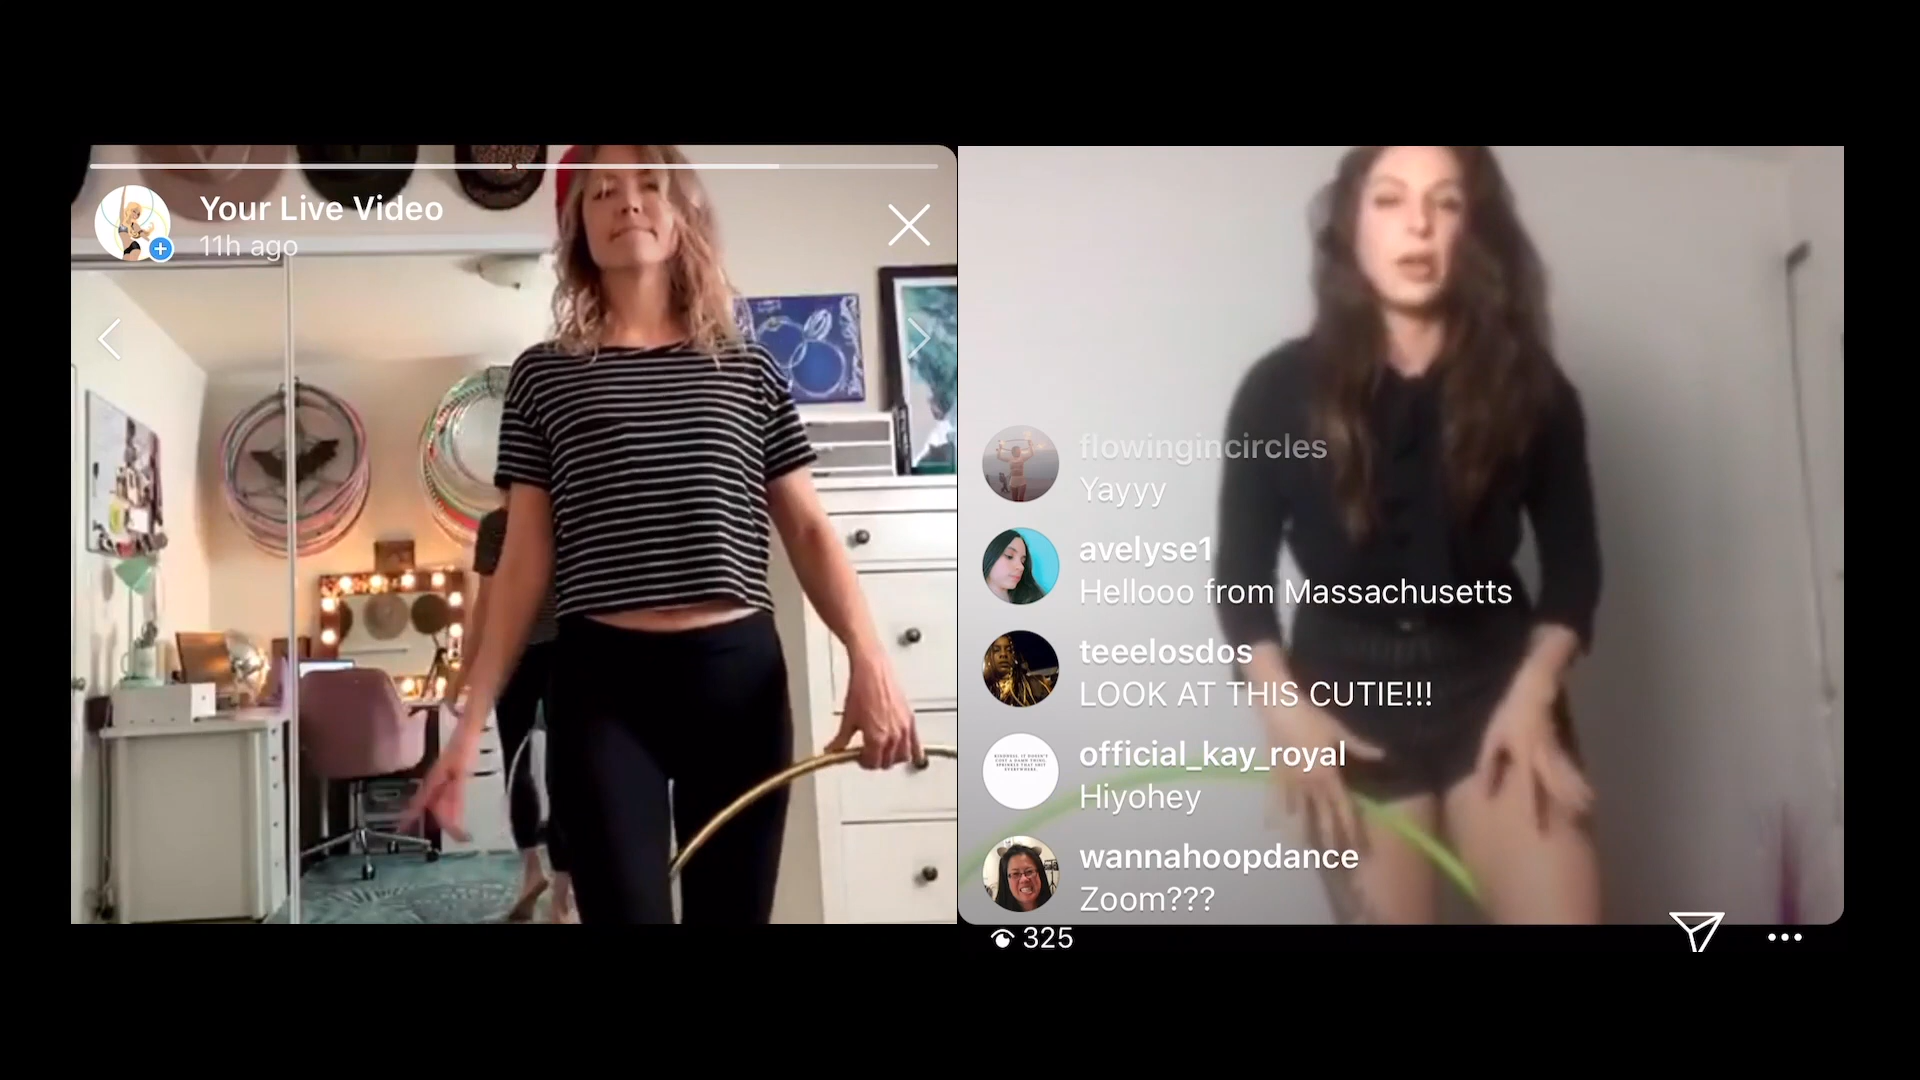 Your Live Video
11h ago
flowingincircles
Yayyy
avelyse1
Hellooo from Massachusetts
teeelosdos
LOOK AT THIS CUTIE!!!
official_kay_royal
Hiyohey
wannahoopdance
Zoom???
325